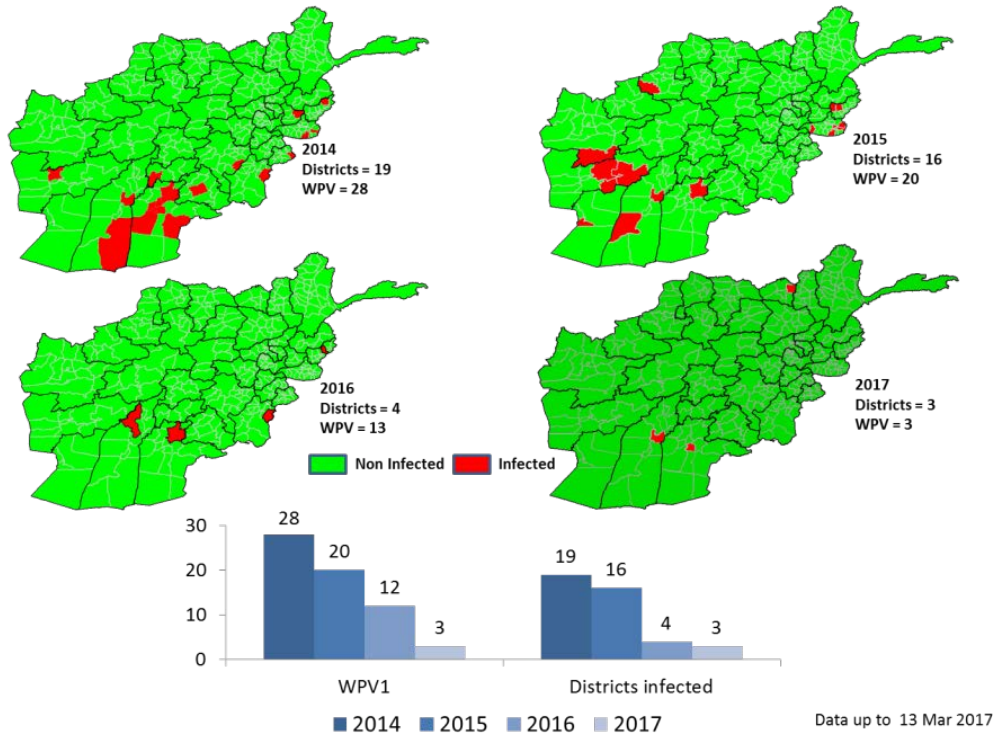 2014
Districts = 19
WPV = 28
2015
Districts = 16
WPV = 20
2016
Districts = 4
WPV = 13
2017
Districts = 3
WPV = 3
Non Infected
Infected
30
20
10
0
28
20
12
3
19
16
4
3
WPV1
Districts infected
2014
2015
2016
2017
Data up to 13 Mar 2017